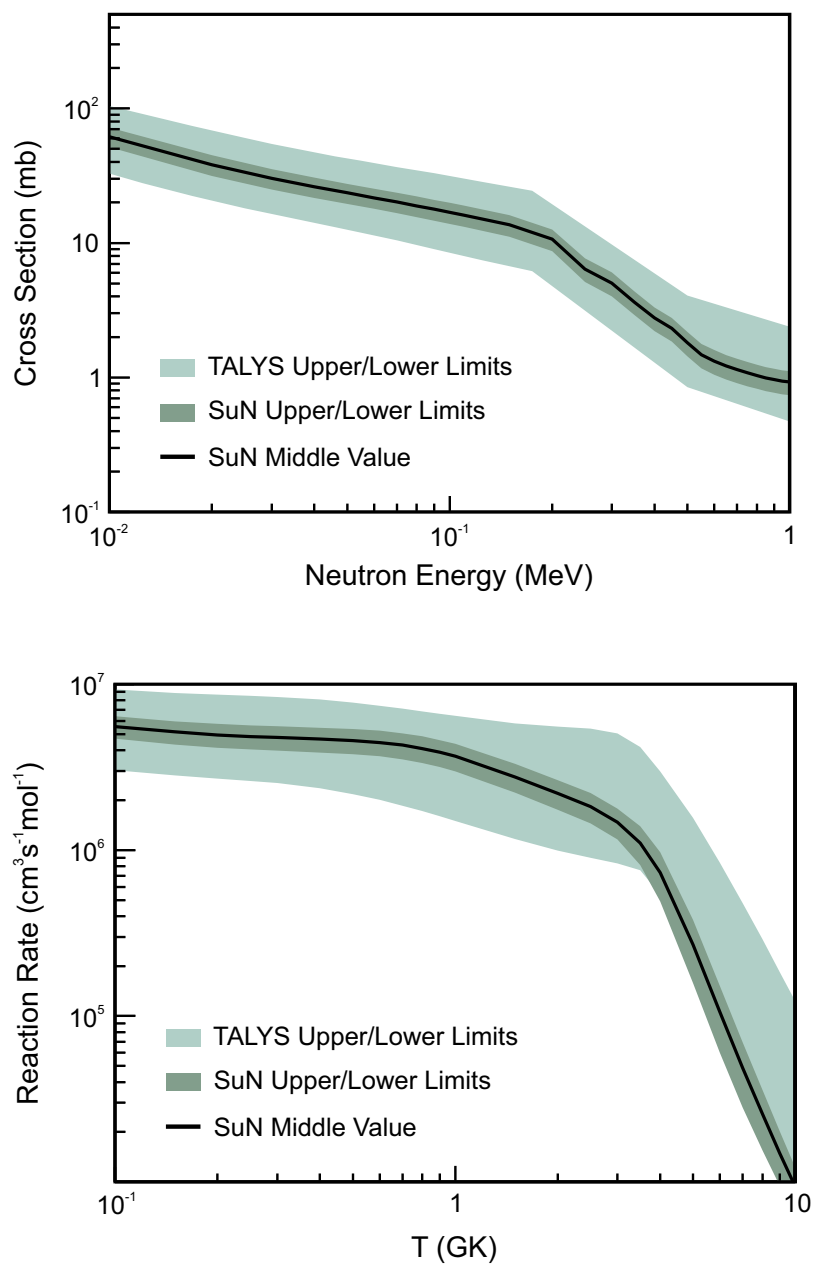 10²
10
1
10⁻¹
Cross Section (mb)
TALYS Upper/Lower Limits
SuN Upper/Lower Limits
SuN Middle Value
10⁻² 10⁻¹ 1
Neutron Energy (MeV)
10⁷
10⁶
10⁵
Reaction Rate (cm³s⁻¹mol⁻¹)
TALYS Upper/Lower Limits
SuN Upper/Lower Limits
SuN Middle Value
10⁻¹ 1 10
T (GK)